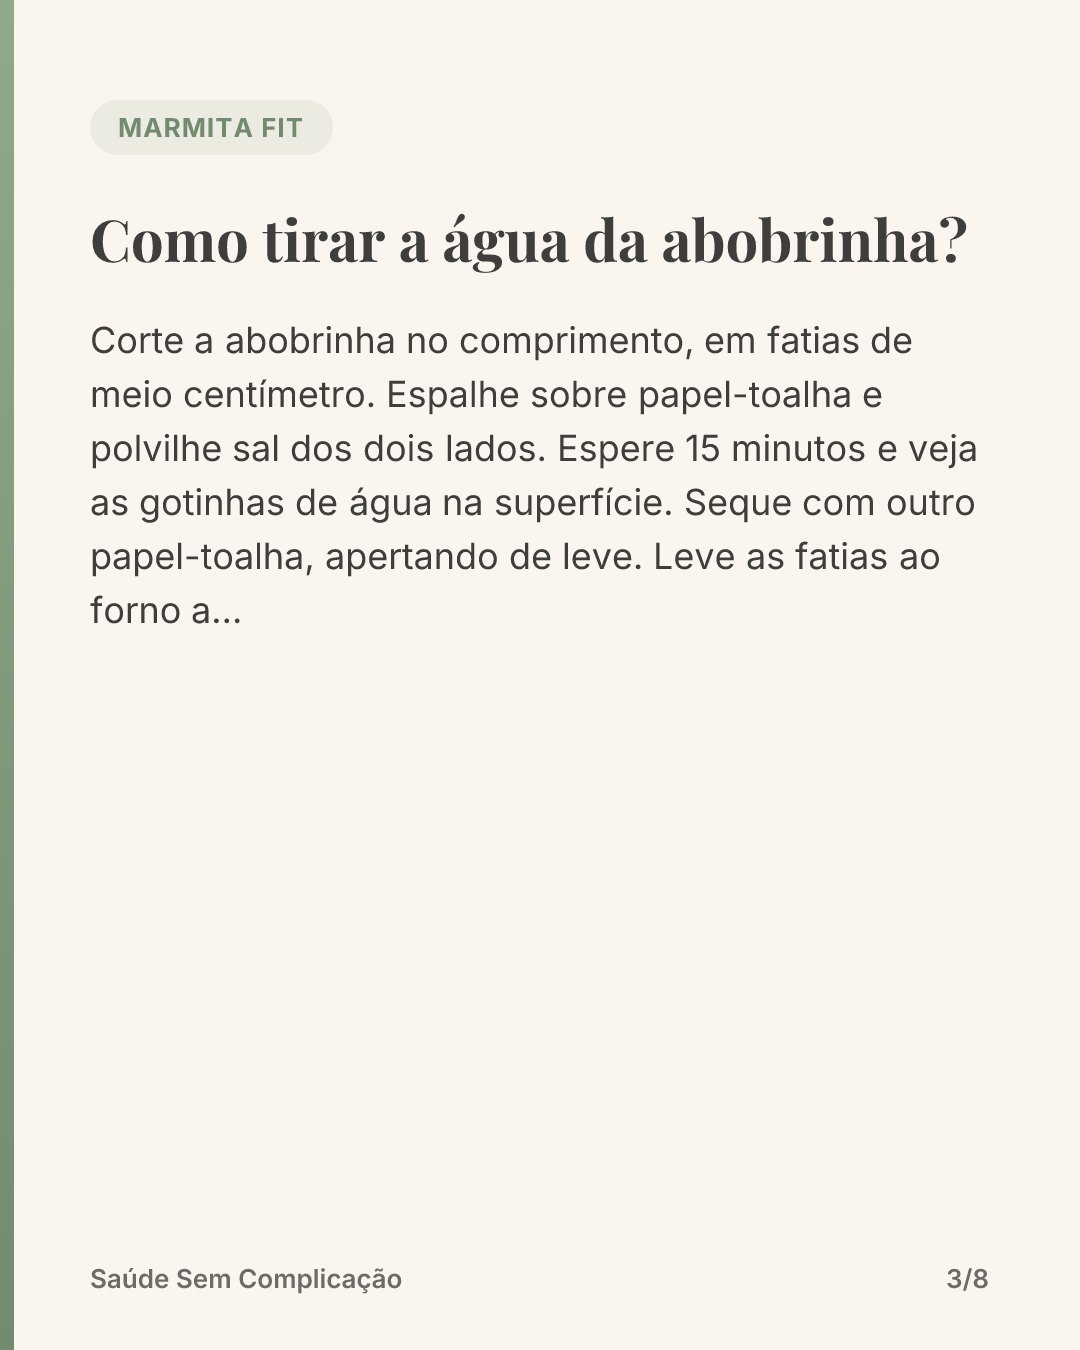 MARMITA FIT
Como tirar a água da abobrinha?
Corte a abobrinha no comprimento, em fatias de
meio centímetro. Espalhe sobre papel-toalha e
polvilhe sal dos dois lados. Espere 15 minutos e veja
as gotinhas de água na superfície. Seque com outro
papel-toalha, apertando de leve. Leve as fatias ao
forno a...
Saúde Sem Complicação
3/8